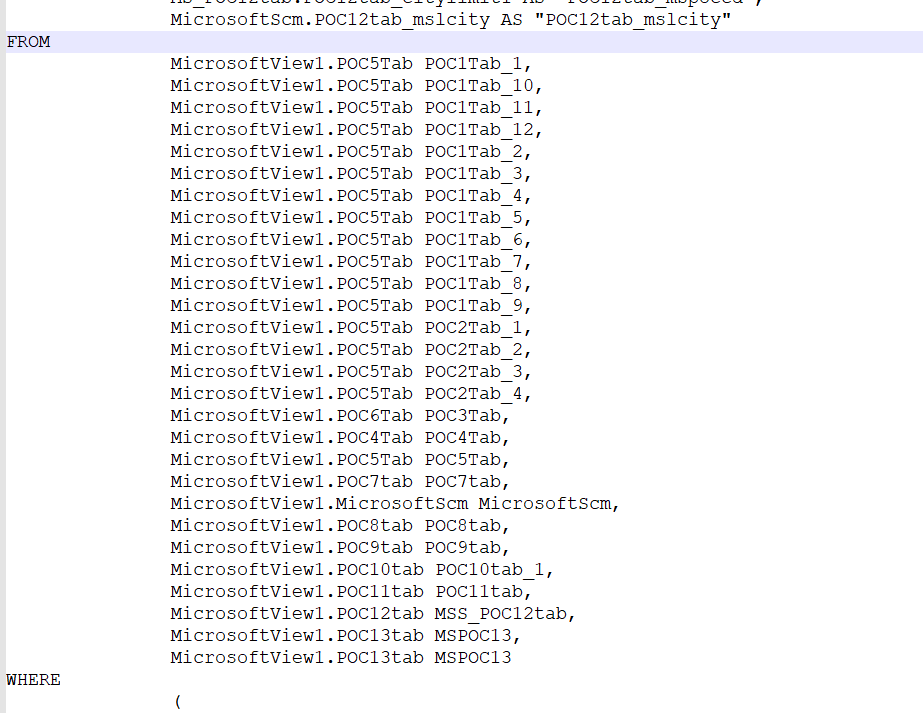 MicrosoftScm.POC12tab_mslcity AS "POC12tab_mslcity"
FROM
MicrosoftView1.POC5Tab POC1Tab_1,
MicrosoftView1.POC5Tab POC1Tab_10,
MicrosoftView1.POC5Tab POC1Tab_11,
MicrosoftView1.POC5Tab POC1Tab_12,
MicrosoftView1.POC5Tab POC1Tab_2,
MicrosoftView1.POC5Tab POC1Tab_3,
MicrosoftView1.POC5Tab POC1Tab_4,
MicrosoftView1.POC5Tab POC1Tab_5,
MicrosoftView1.POC5Tab POC1Tab_6,
MicrosoftView1.POC5Tab POC1Tab_7,
MicrosoftView1.POC5Tab POC1Tab_8,
MicrosoftView1.POC5Tab POC1Tab_9,
MicrosoftView1.POC5Tab POC2Tab_1,
MicrosoftView1.POC5Tab POC2Tab_2,
MicrosoftView1.POC5Tab POC2Tab_3,
MicrosoftView1.POC5Tab POC2Tab_4,
MicrosoftView1.POC6Tab POC3Tab,
MicrosoftView1.POC4Tab POC4Tab,
MicrosoftView1.POC5Tab POC5Tab,
MicrosoftView1.POC7tab POC7tab,
MicrosoftView1.MicrosoftScm MicrosoftScm,
MicrosoftView1.POC8tab POC8tab,
MicrosoftView1.POC9tab POC9tab,
MicrosoftView1.POC10tab POC10tab_1,
MicrosoftView1.POC11tab POC11tab,
MicrosoftView1.POC12tab MSS_POC12tab,
MicrosoftView1.POC13tab MSPOC13,
MicrosoftView1.POC13tab MSPOC13
WHERE
(